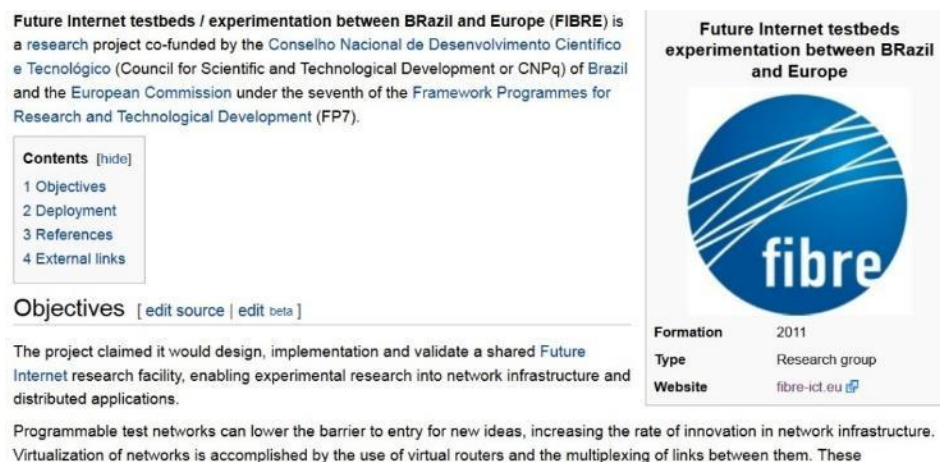 Future Internet testbeds / experimentation between BRazil and Europe (FIBRE) is
a research project co-funded by the Conselho Nacional de Desenvolvimento Científico
e Tecnológico (Council for Scientific and Technological Development or CNPq) of Brazil
and the European Commission under the seventh of the Framework Programmes for
Research and Technological Development (FP7).
Contents [hide]
1 Objectives
2 Deployment
3 References
4 External links
Future Internet testbeds
experimentation between BRazil
and Europe
fibre
Formation 2011
Type Research group
Website fibre-ict.eu
Objectives [ edit source | edit beta ]
The project claimed it would design, implementation and validate a shared Future
Internet research facility, enabling experimental research into network infrastructure and
distributed applications.
Programmable test networks can lower the barrier to entry for new ideas, increasing the rate of innovation in network infrastructure.
Virtualization of networks is accomplished by the use of virtual routers and the multiplexing of links between them. These